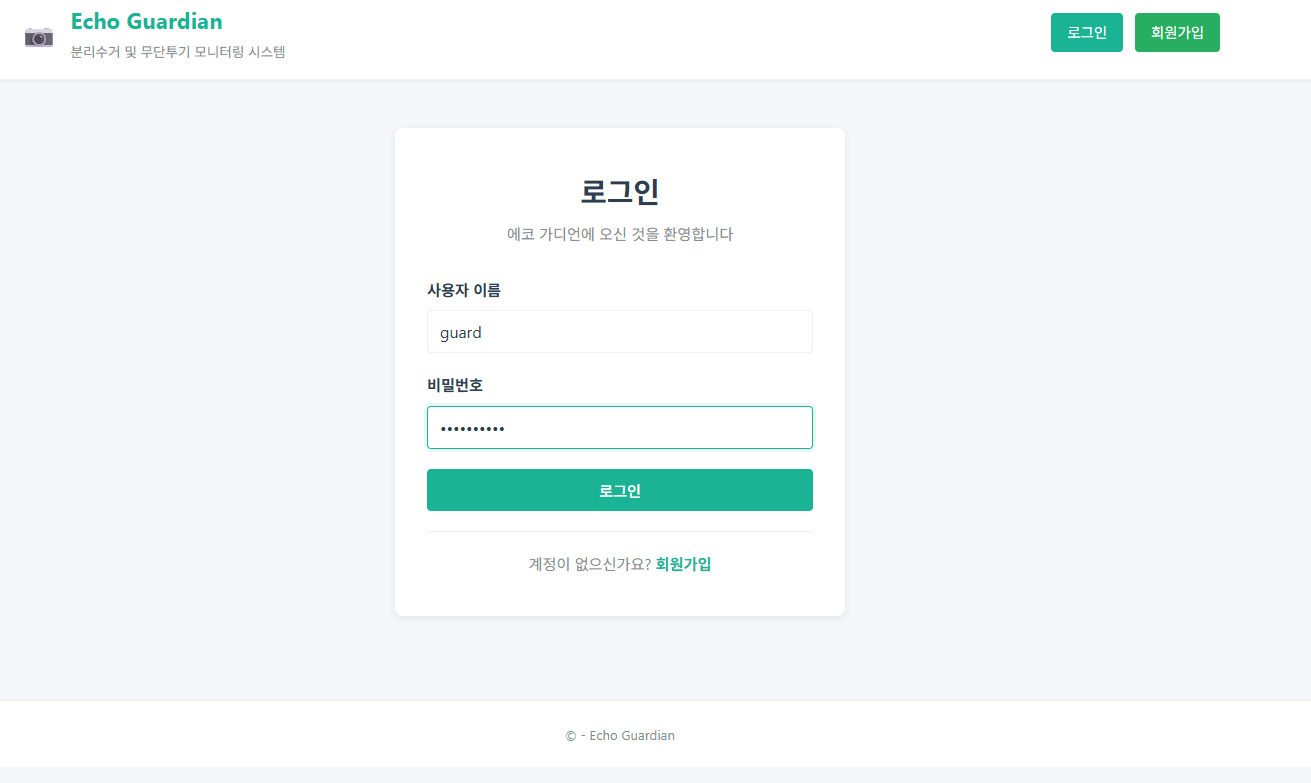 Echo Guardian
분리수거 및 무단투기 모니터링 시스템
로그인
회원가입
로그인
에코 가디언에 오신 것을 환영합니다
사용자 이름
guard
비밀번호
••••••••••
로그인
계정이 없으신가요? 회원가입
© - Echo Guardian